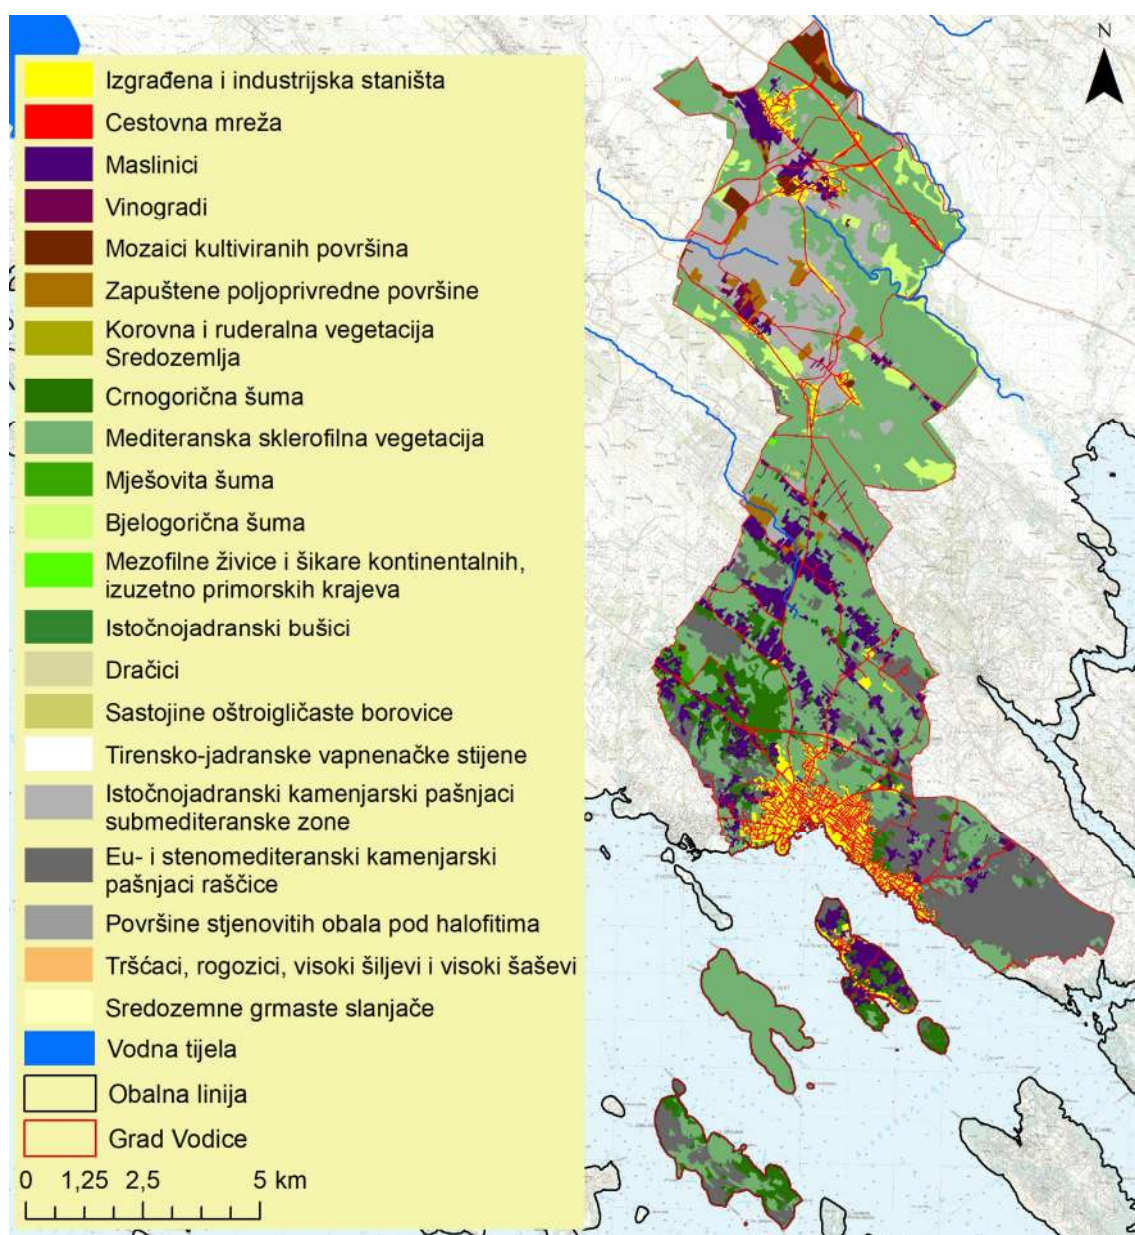 N
Izgrađena i industrijska staništa
Cestovna mreža
Maslinici
Vinogradi
Mozaici kultiviranih površina
Zapuštene poljoprivredne površine
Korovna i ruderalna vegetacija
Sredozemlja
Crnogorična šuma
Mediteranska sklerofilna vegetacija
Mješovita šuma
Bjelogorična šuma
Mezofilne živice i šikare kontinentalnih,
izuzetno primorskih krajeva
Istočnojadranski bušici
Dračici
Sastojine oštroigličaste borovice
Tirensko-jadranske vapnenačke stijene
Istočnojadranski kamenjarski pašnjaci
submediteranske zone
Eu- i stenomediteranski kamenjarski
pašnjaci raščice
Površine stjenovitih obala pod halofitima
Tršćaci, rogozici, visoki šiljevi i visoki šaševi
Sredozemne grmaste slanjače
Vodna tijela
Obalna linija
Grad Vodice
0 1,25 2,5 5 km